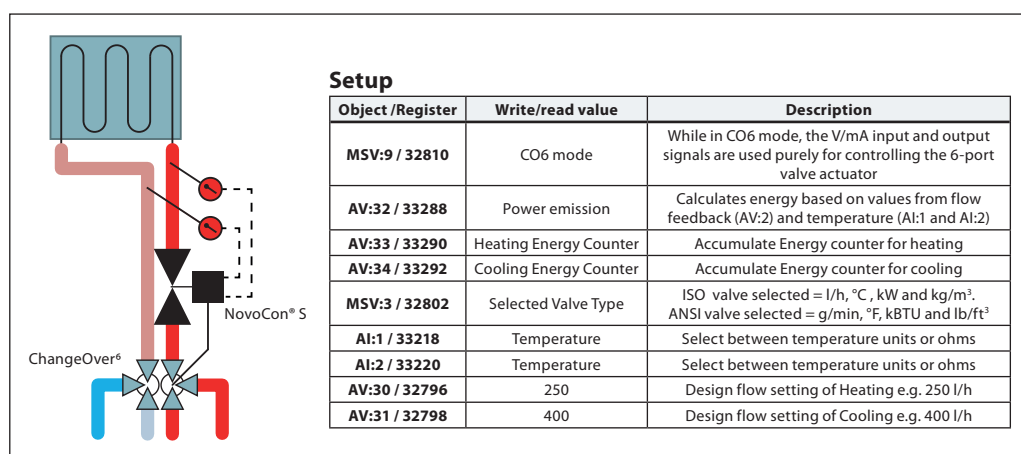 Setup
Object /Register Write/read value Description
MSV:9 / 32810 CO6 mode While in CO6 mode, the V/mA input and output
signals are used purely for controlling the 6-port
valve actuator
AV:32 / 33288 Power emission Calculates energy based on values from flow
feedback (AV:2) and temperature (AI:1 and AI:2)
AV:33 / 33290 Heating Energy Counter Accumulate Energy counter for heating
AV:34 / 33292 Cooling Energy Counter Accumulate Energy counter for cooling
MSV:3 / 32802 Selected Valve Type ISO valve selected = l/h, °C , kW and kg/m³.
ANSI valve selected = g/min, °F, kBTU and lb/ft³
AI:1 / 33218 Temperature Select between temperature units or ohms
AI:2 / 33220 Temperature Select between temperature units or ohms
AV:30 / 32796 250 Design flow setting of Heating e.g. 250 l/h
AV:31 / 32798 400 Design flow setting of Cooling e.g. 400 l/h
NovoCon® S
ChangeOver⁶